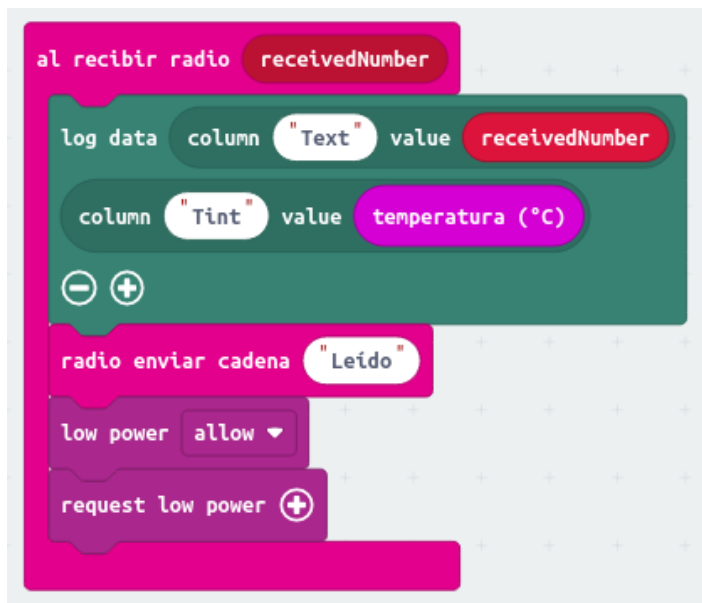 al recibir radio receivedNumber
log data column "Text" value receivedNumber
column "Tint" value temperatura (°C)
radio enviar cadena "Leído"
low power allow
request low power